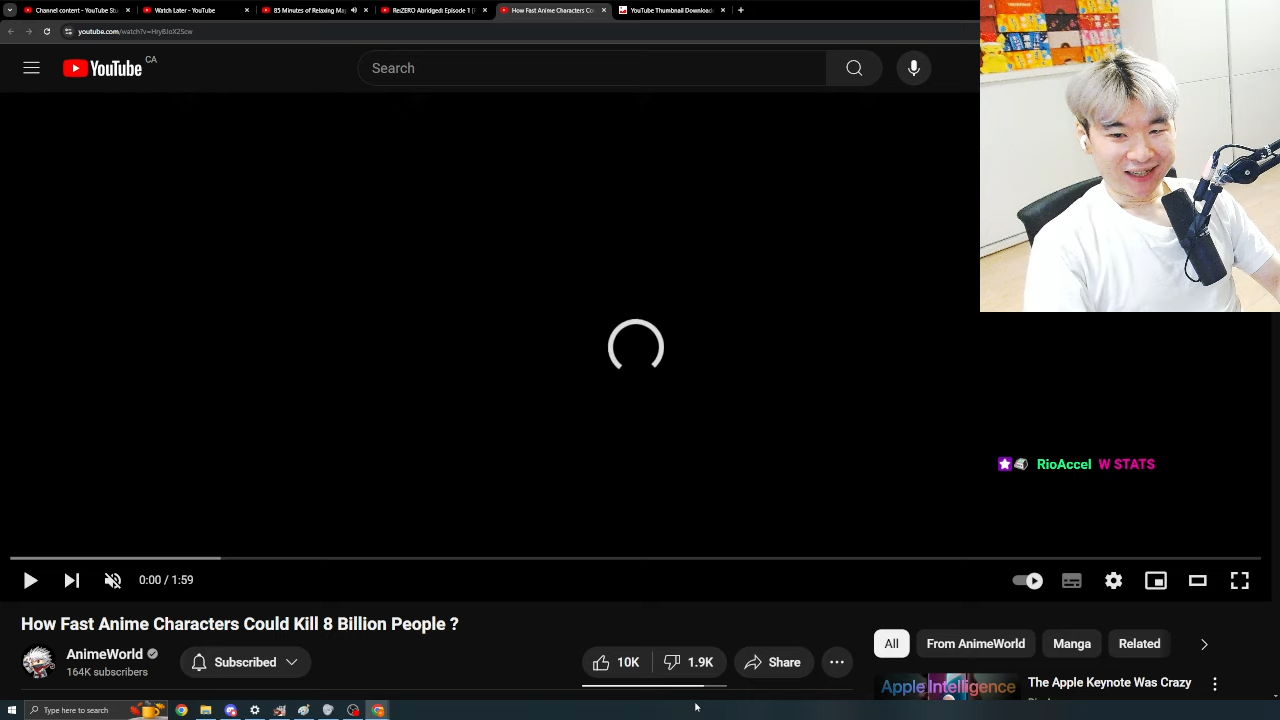 Channel content - YouTube Stu
Watch Later - YouTube
85 Minutes of Relaxing Mag
Re:ZERO Abridged: Episode 1 |
How Fast Anime Characters Co
YouTube Thumbnail Download
youtube.com/watch?v=HryBJoX2Scw
YouTube CA
Search
RioAccel W STATS
0:00 / 1:59
How Fast Anime Characters Could Kill 8 Billion People ?
AnimeWorld
164K subscribers
Subscribed
10K
1.9K
Share
All
From AnimeWorld
Manga
Related
Apple Intelligence
The Apple Keynote Was Crazy
Type here to search